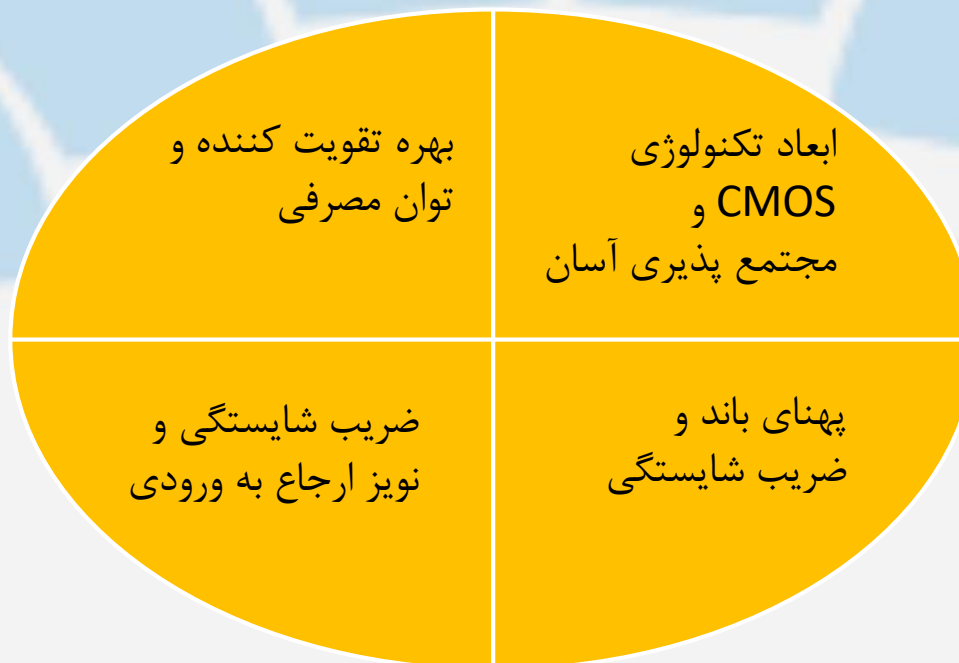 ابعاد تکنولوژی
CMOS و
مجتمع پذیری آسان
بهره تقویت کننده و
توان مصرفی
پهنای باند و
ضریب شایستگی
ضریب شایستگی و
نویز ارجاع به ورودی